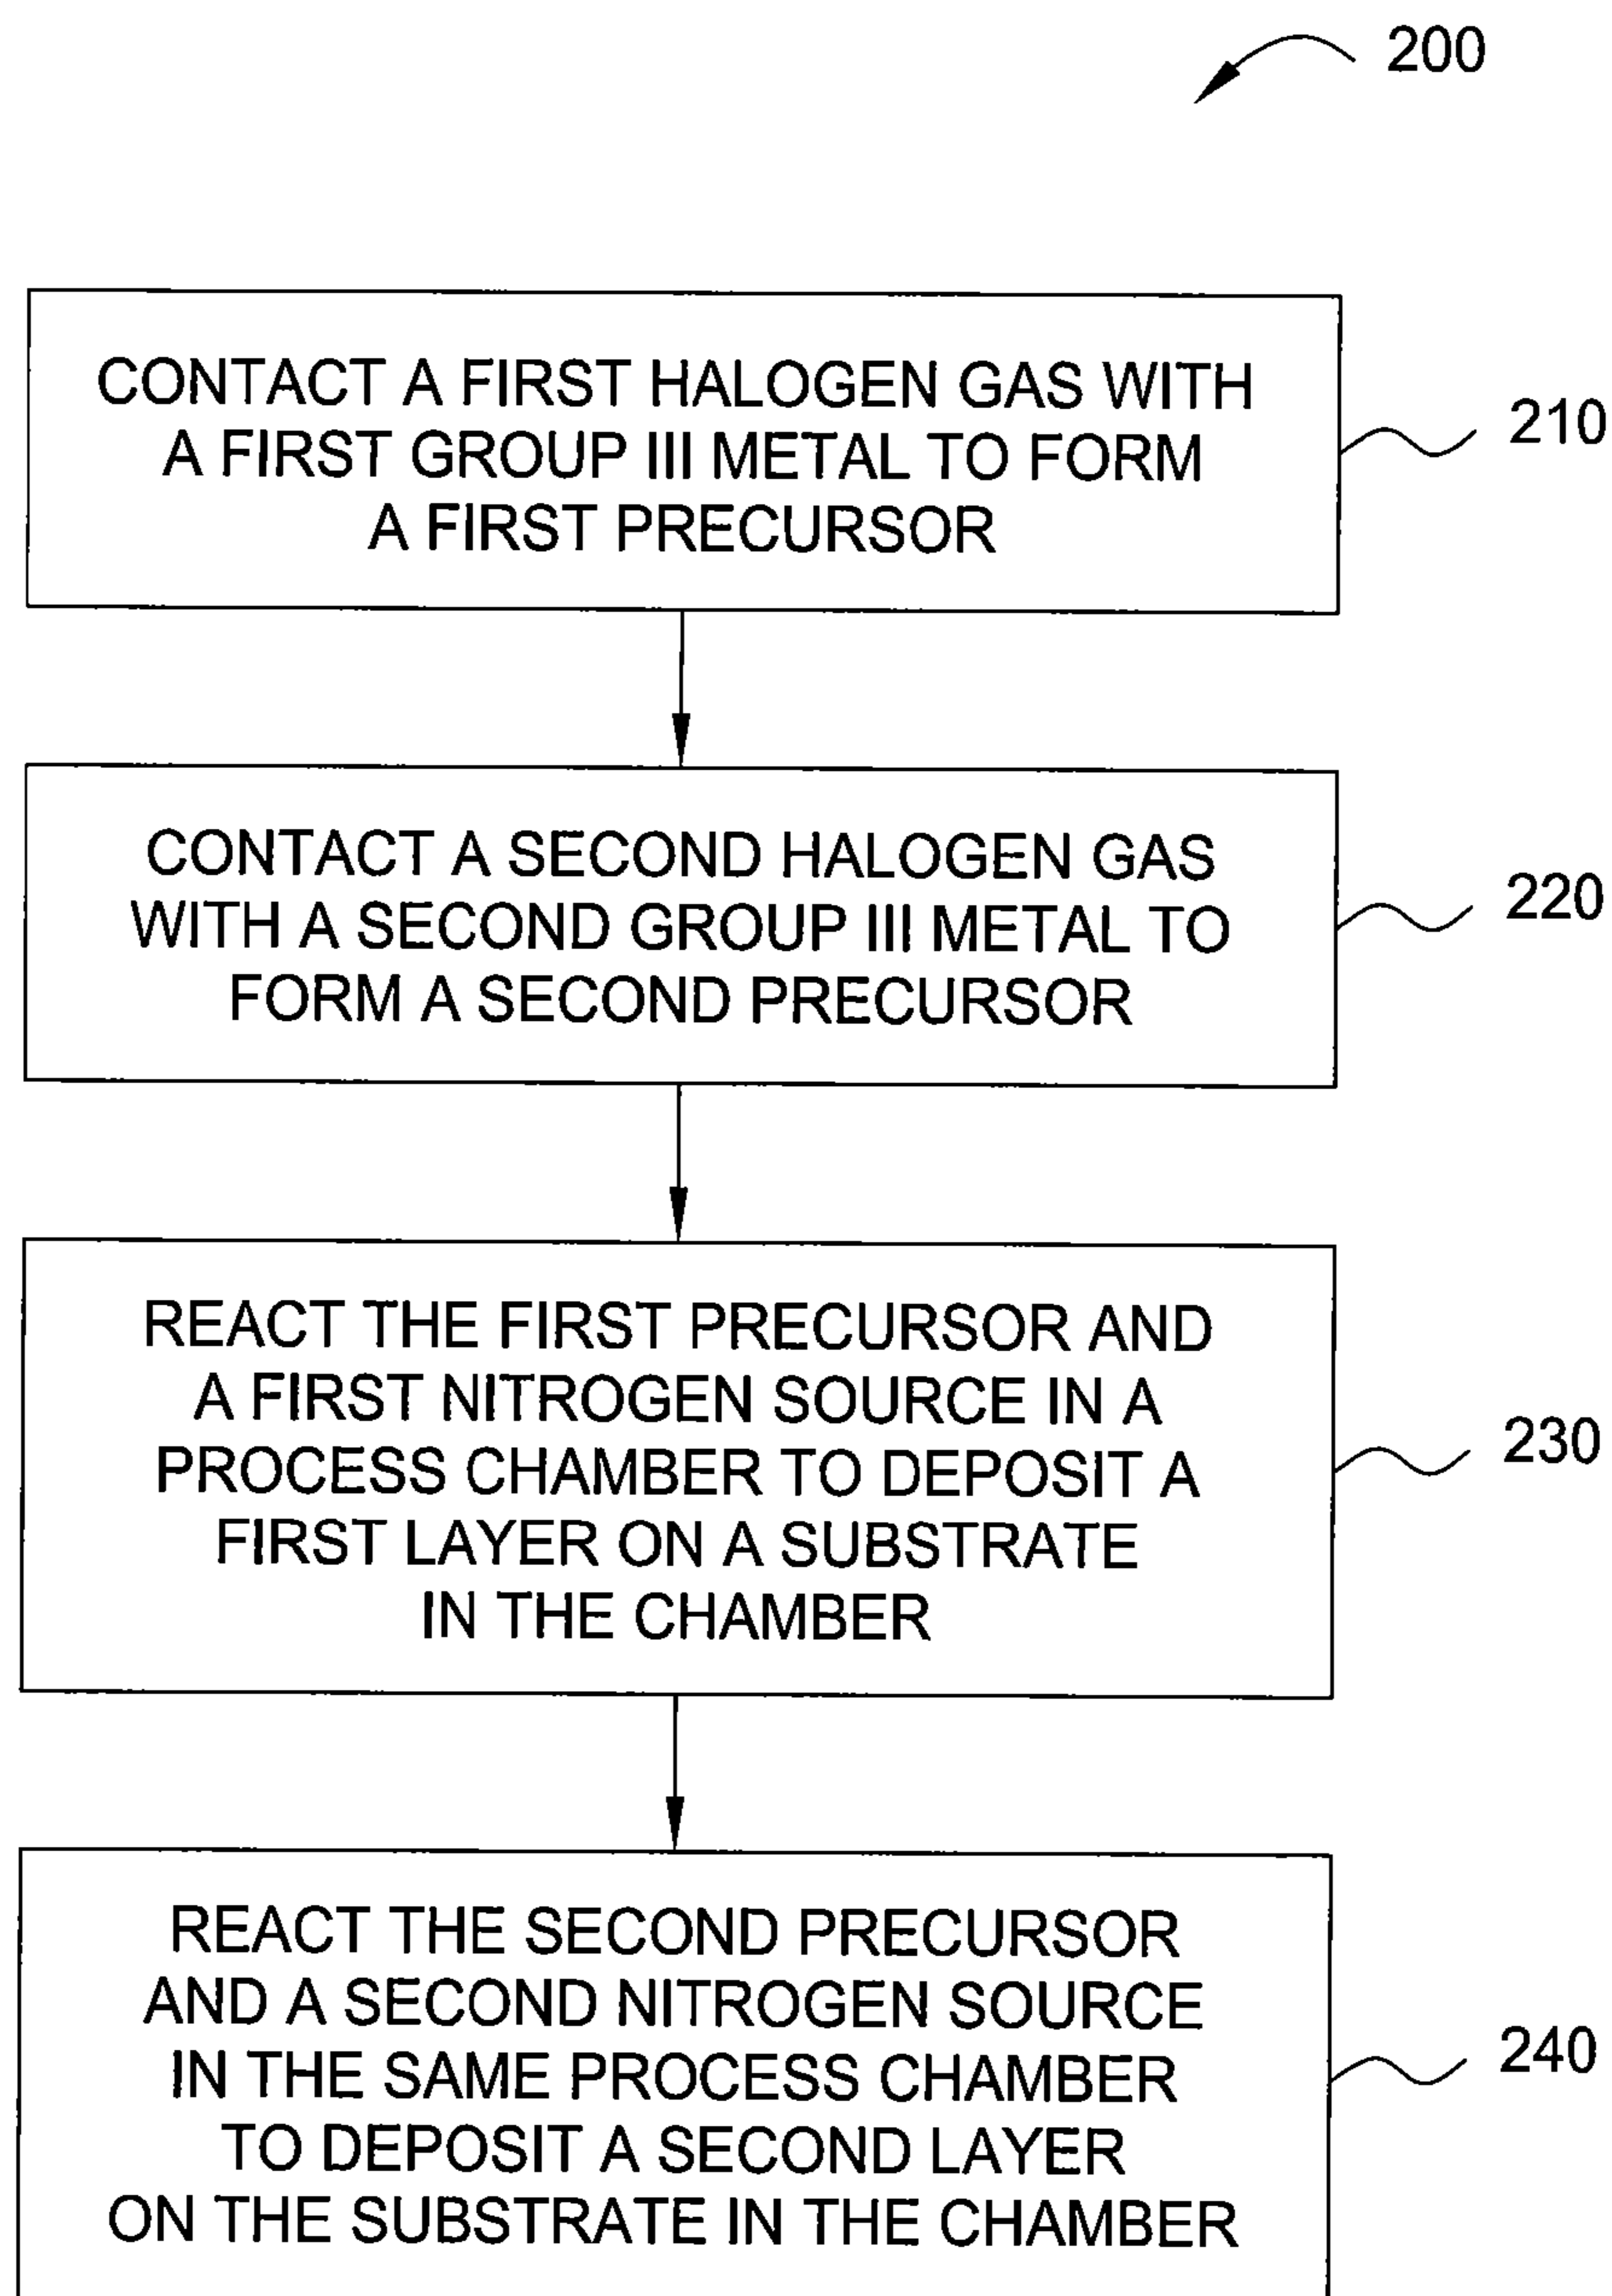 200
CONTACT A FIRST HALOGEN GAS WITH
A FIRST GROUP III METAL TO FORM
A FIRST PRECURSOR
210
CONTACT A SECOND HALOGEN GAS
WITH A SECOND GROUP III METAL TO
FORM A SECOND PRECURSOR
220
REACT THE FIRST PRECURSOR AND
A FIRST NITROGEN SOURCE IN A
PROCESS CHAMBER TO DEPOSIT A
FIRST LAYER ON A SUBSTRATE
IN THE CHAMBER
230
REACT THE SECOND PRECURSOR
AND A SECOND NITROGEN SOURCE
IN THE SAME PROCESS CHAMBER
TO DEPOSIT A SECOND LAYER
ON THE SUBSTRATE IN THE CHAMBER
240